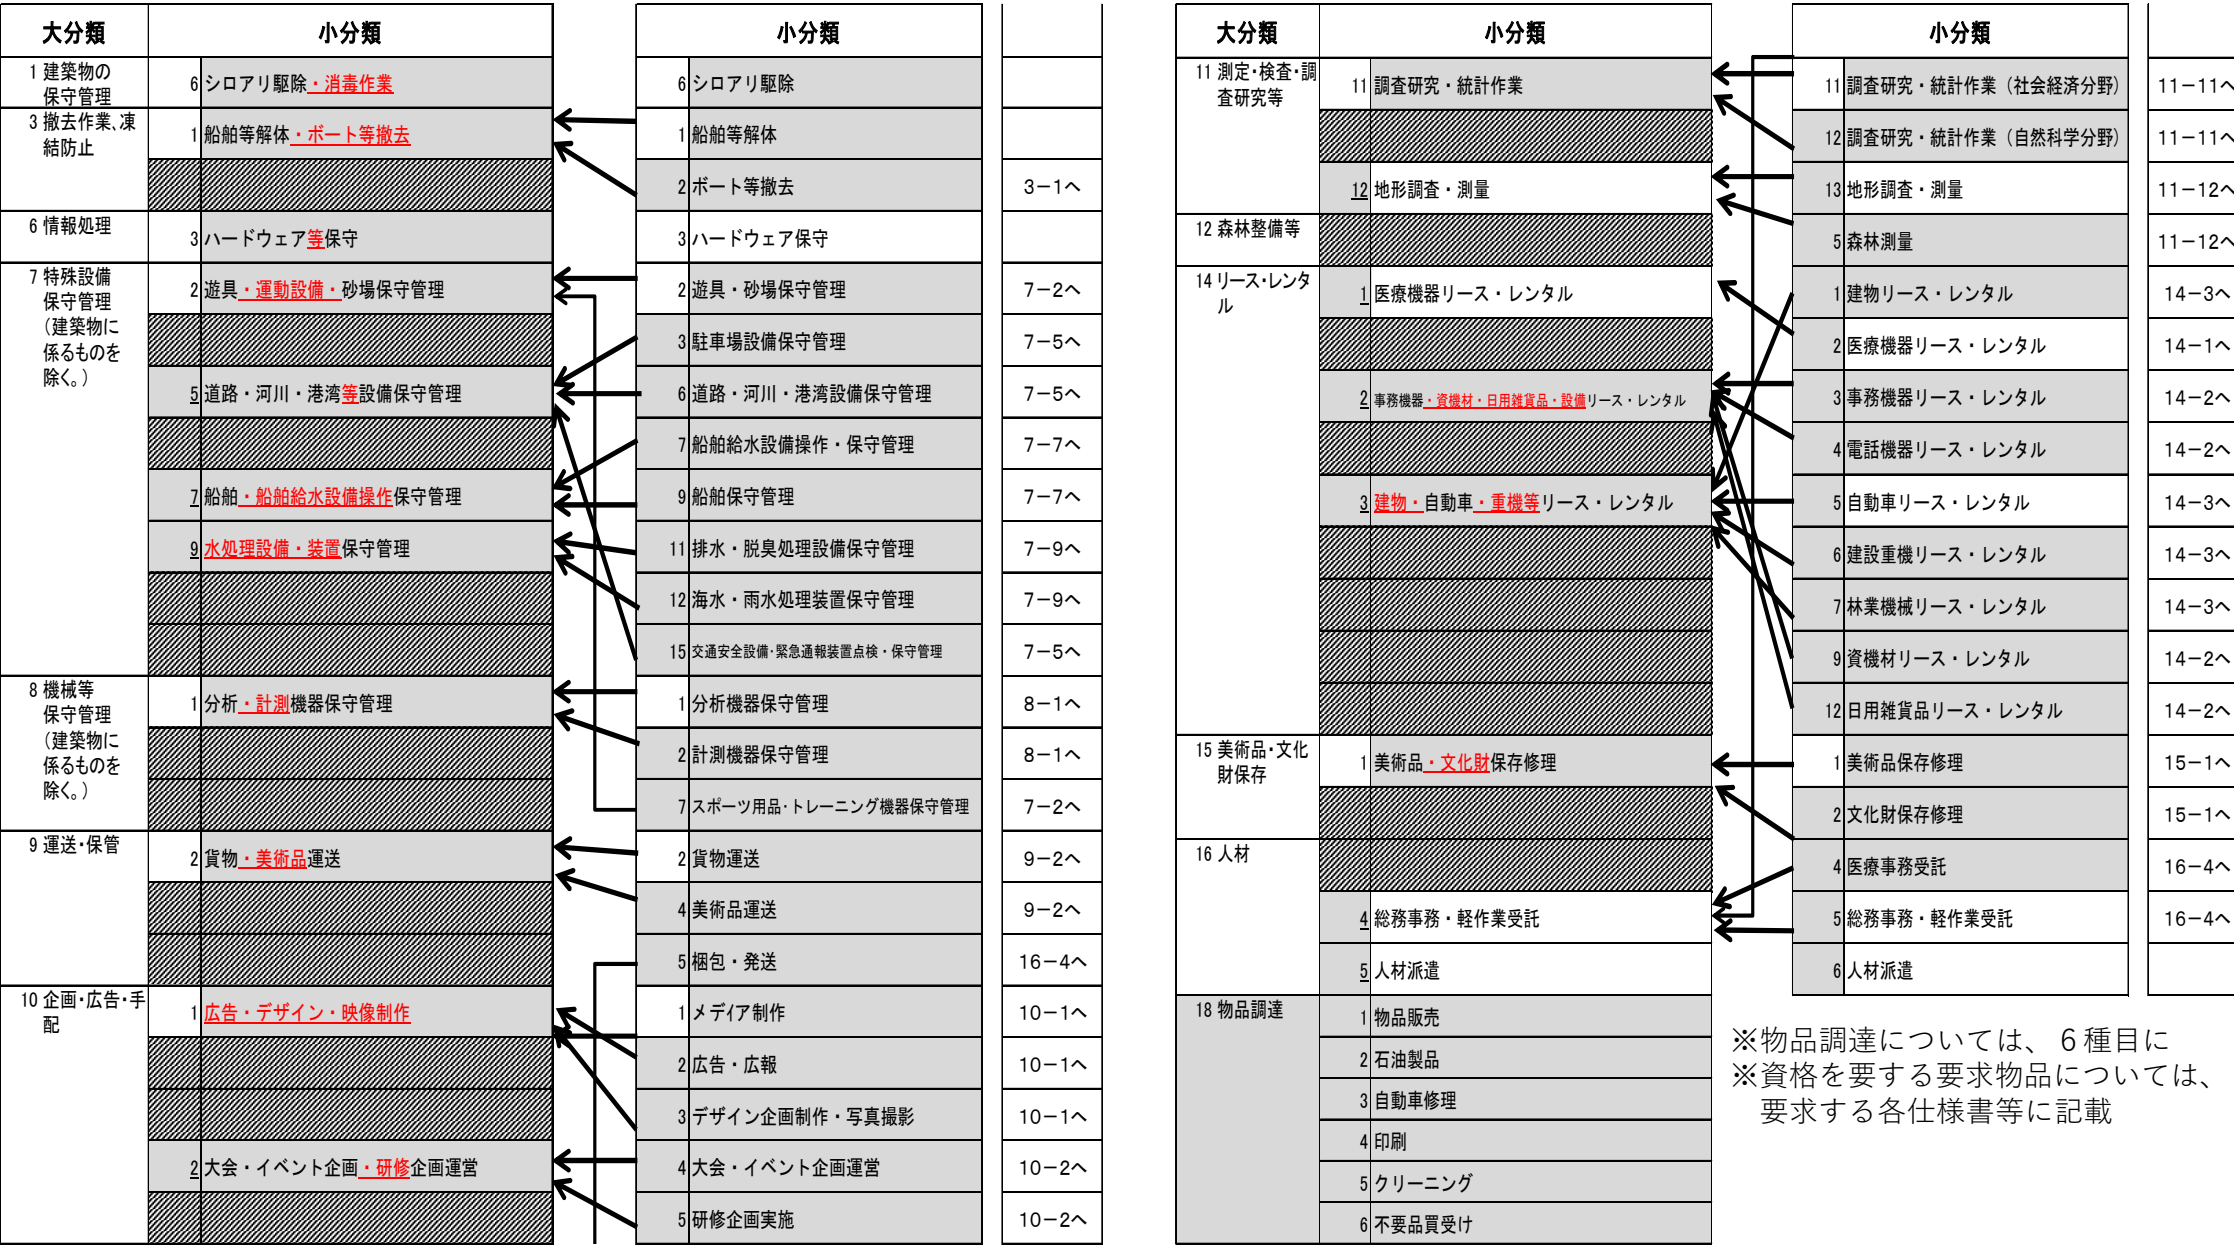 大分類 小分類 小分類
1 建築物の
保守管理
6 シロアリ駆除・消毒作業 6 シロアリ駆除
3 撤去作業、凍
結防止
1 船舶等解体・ボート等撤去 1 船舶等解体
2 ボート等撤去 3－1へ
6 情報処理
3 ハードウェア等保守 3 ハードウェア保守
7 特殊設備
保守管理
（建築物に
係るものを
除く。）
2 遊具・運動設備・砂場保守管理 2 遊具・砂場保守管理 7－2へ
3 駐車場設備保守管理 7－5へ
5 道路・河川・港湾等設備保守管理 6 道路・河川・港湾設備保守管理 7－5へ
7 船舶給水設備操作・保守管理 7－7へ
7 船舶・船舶給水設備操作保守管理 9 船舶保守管理 7－7へ
9 水処理設備・装置保守管理 11 排水・脱臭処理設備保守管理 7－9へ
12 海水・雨水処理装置保守管理 7－9へ
15 交通安全設備・緊急通報装置点検・保守管理 7－5へ
8 機械等
保守管理
（建築物に
係るものを
除く。）
1 分析・計測機器保守管理 1 分析機器保守管理 8－1へ
2 計測機器保守管理 8－1へ
7 スポーツ用品・トレーニング機器保守管理 7－2へ
9 運送・保管
2 貨物・美術品運送 2 貨物運送 9－2へ
4 美術品運送 9－2へ
5 梱包・発送 16－4へ
10 企画・広告・手
配
1 広告・デザイン・映像制作 1 メディア制作 10－1へ
2 広告・広報 10－1へ
3 デザイン企画制作・写真撮影 10－1へ
2 大会・イベント企画・研修企画運営 4 大会・イベント企画運営 10－2へ
5 研修企画実施 10－2へ
大分類 小分類 小分類
11 測定・検査・調
査研究等
11 調査研究・統計作業 11 調査研究・統計作業（社会経済分野） 11－11へ
12 調査研究・統計作業（自然科学分野） 11－11へ
12 地形調査・測量 13 地形調査・測量 11－12へ
12 森林整備等
5 森林測量 11－12へ
14 リース・レンタ
ル
1 医療機器リース・レンタル 1 建物リース・レンタル 14－3へ
2 医療機器リース・レンタル 14－1へ
2 事務機器・資機材・日用雑貨品・設備リース・レンタル 3 事務機器リース・レンタル 14－2へ
4 電話機器リース・レンタル 14－2へ
3 建物・自動車・重機等リース・レンタル 5 自動車リース・レンタル 14－3へ
6 建設重機リース・レンタル 14－3へ
7 林業機械リース・レンタル 14－3へ
9 資機材リース・レンタル 14－2へ
12 日用雑貨品リース・レンタル 14－2へ
15 美術品・文化
財保存
1 美術品・文化財保存修理 1 美術品保存修理 15－1へ
2 文化財保存修理 15－1へ
16 人材
4 医療事務受託 16－4へ
4 総務事務・軽作業受託 5 総務事務・軽作業受託 16－4へ
5 人材派遣 6 人材派遣
18 物品調達
1 物品販売
2 石油製品
3 自動車修理
4 印刷
5 クリーニング
6 不要品買受け
※物品調達については、６種目に
※資格を要する要求物品については、
要求する各仕様書等に記載